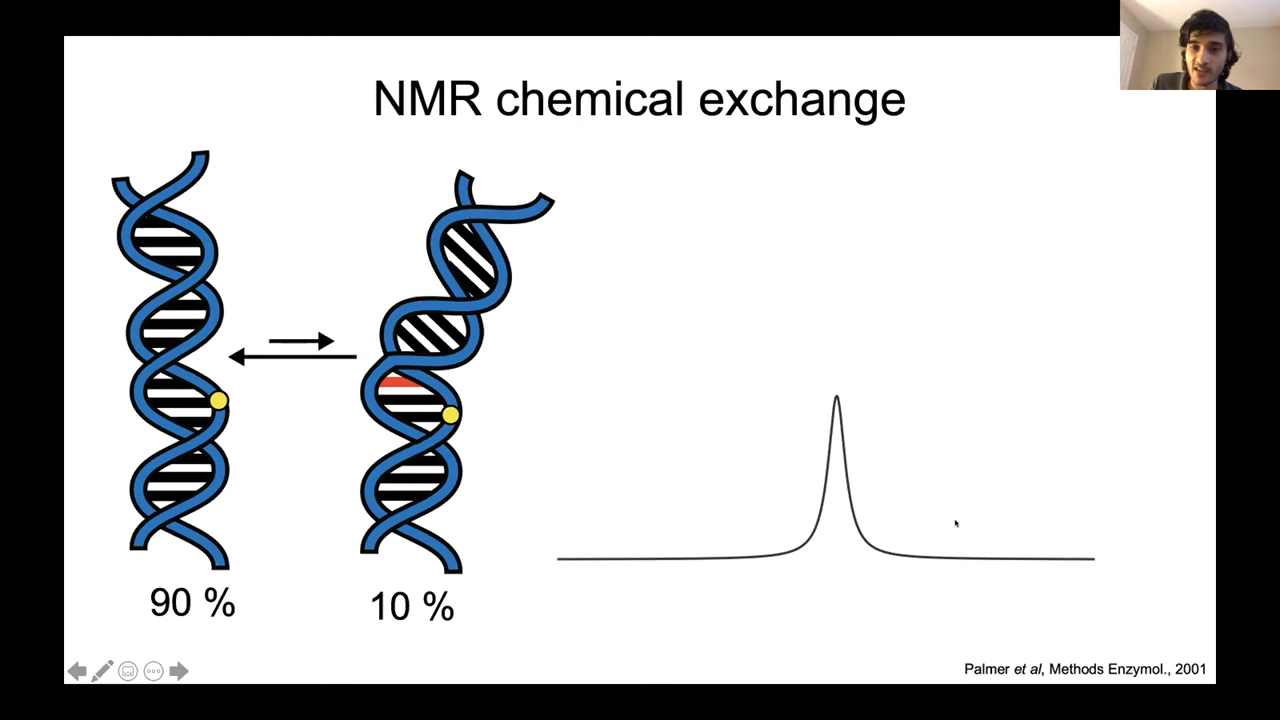 NMR chemical exchange
90 %
10 %
Palmer et al, Methods Enzymol., 2001